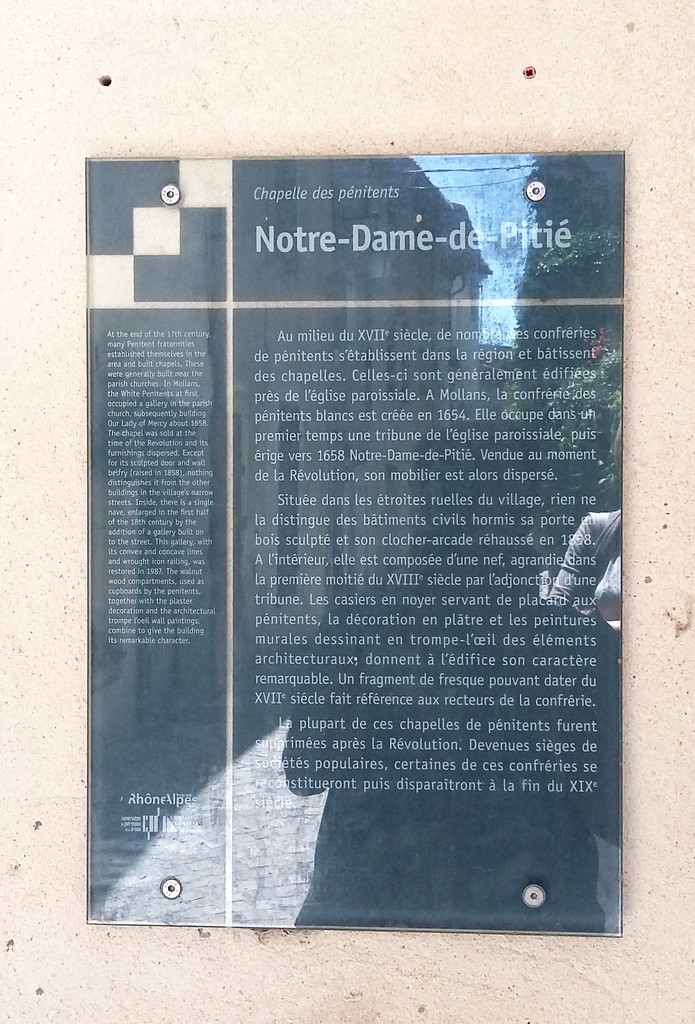 Chapelle des pénitents
Notre-Dame-de-Pitié
At the end of the 17th century,
many Penitent fraternities
established themselves in the
area and built chapels. These
were generally built near the
parish churches. In Mollans,
the White Penitents at first
occupied a gallery in the parish
church, subsequently building
Our Lady of Mercy about 1658.
The chapel was sold at the
time of the Revolution and its
furnishings dispersed. Except
for its sculpted door and wall
belfry (raised in 1858), nothing
distinguishes it from the other
buildings in the village's narrow
streets. Inside, there is a single
nave, enlarged in the first half
of the 18th century by the
addition of a gallery built on
to the street. This gallery, with
its convex and concave lines
and wrought iron railing, was
restored in 1987. The walnut
wood compartments, used as
cupboards by the penitents,
together with the plaster
decoration and the architectural
trompe l'oeil wall paintings,
combine to give the building
its remarkable character.
Au milieu du XVIIe siècle, de nombreuses confréries
de pénitents s'établissent dans la région et bâtissent
des chapelles. Celles-ci sont généralement édifiées
près de l'église paroissiale. A Mollans, la confrérie des
pénitents blancs est créée en 1654. Elle occupe dans un
premier temps une tribune de l'église paroissiale, puis
érige vers 1658 Notre-Dame-de-Pitié. Vendue au moment
de la Révolution, son mobilier est alors dispersé.
Située dans les étroites ruelles du village, rien ne
la distingue des bâtiments civils hormis sa porte en
bois sculpté et son clocher-arcade réhaussé en 1858.
A l'intérieur, elle est composée d'une nef, agrandie dans
la première moitié du XVIIIe siècle par l'adjonction d'une
tribune. Les casiers en noyer servant de placard aux
pénitents, la décoration en plâtre et les peintures
murales dessinant en trompe-l'œil des éléments
architecturaux, donnent à l'édifice son caractère
remarquable. Un fragment de fresque pouvant dater du
XVIIe siécle fait référence aux recteurs de la confrérie.
La plupart de ces chapelles de pénitents furent
supprimées après la Révolution. Devenues sièges de
sociétés populaires, certaines de ces confréries se
reconstitueront puis disparaîtront à la fin du XIXe
siècle.
RhôneAlpes
conservation
du patrimoine
de la drôme